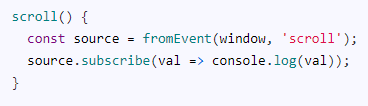 scroll() {
  const source = fromEvent(window, 'scroll');
  source.subscribe(val => console.log(val));
}